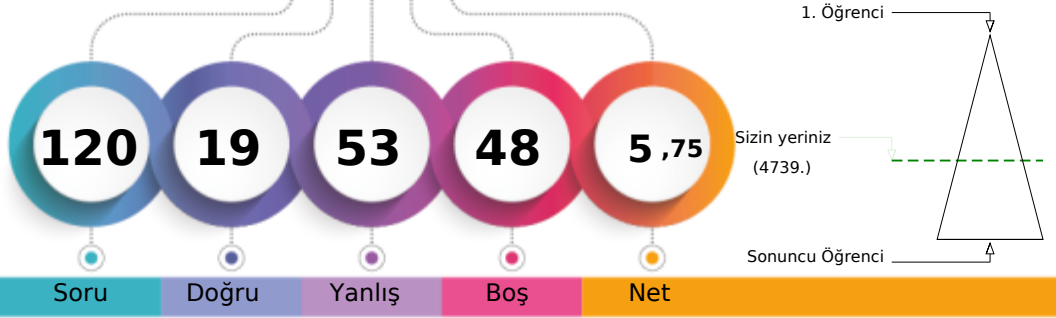 1. Öğrenci
120 19 53 48 5 ,75
Sizin yeriniz
(4739.)
Sonuncu Öğrenci
Soru Doğru Yanlış Boş Net